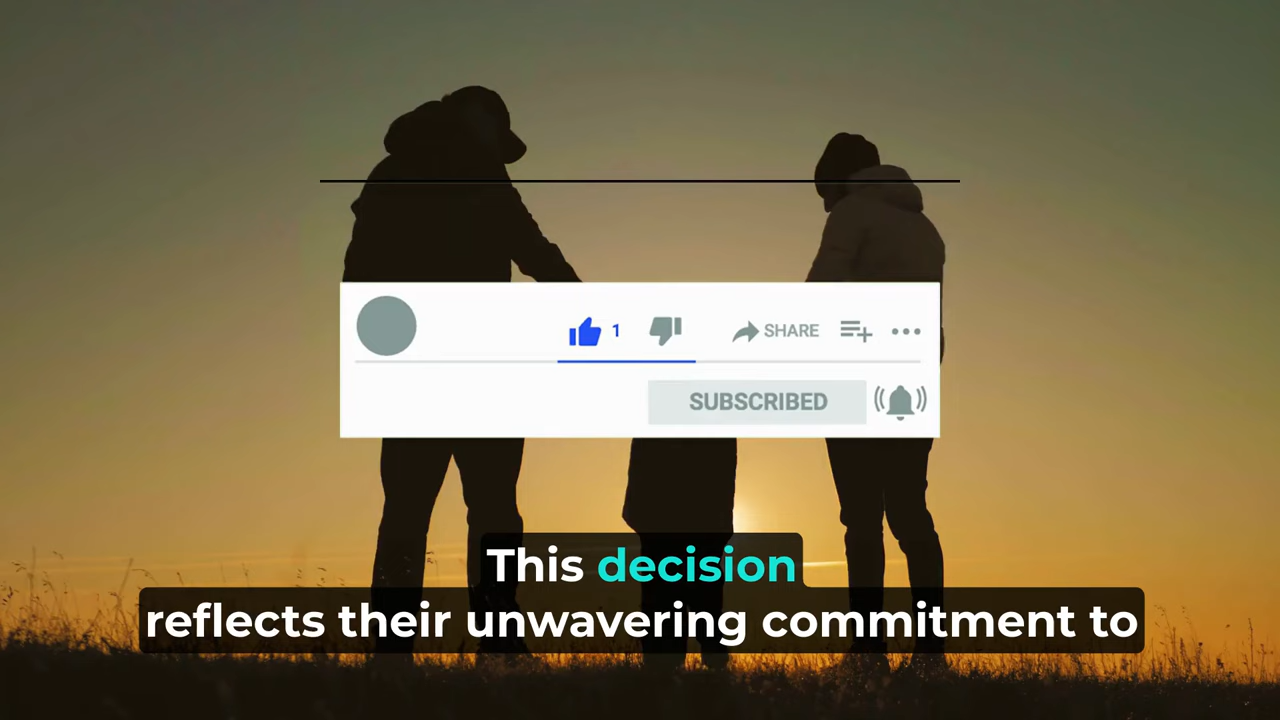 1 SHARE
SUBSCRIBED
This decision
reflects their unwavering commitment to